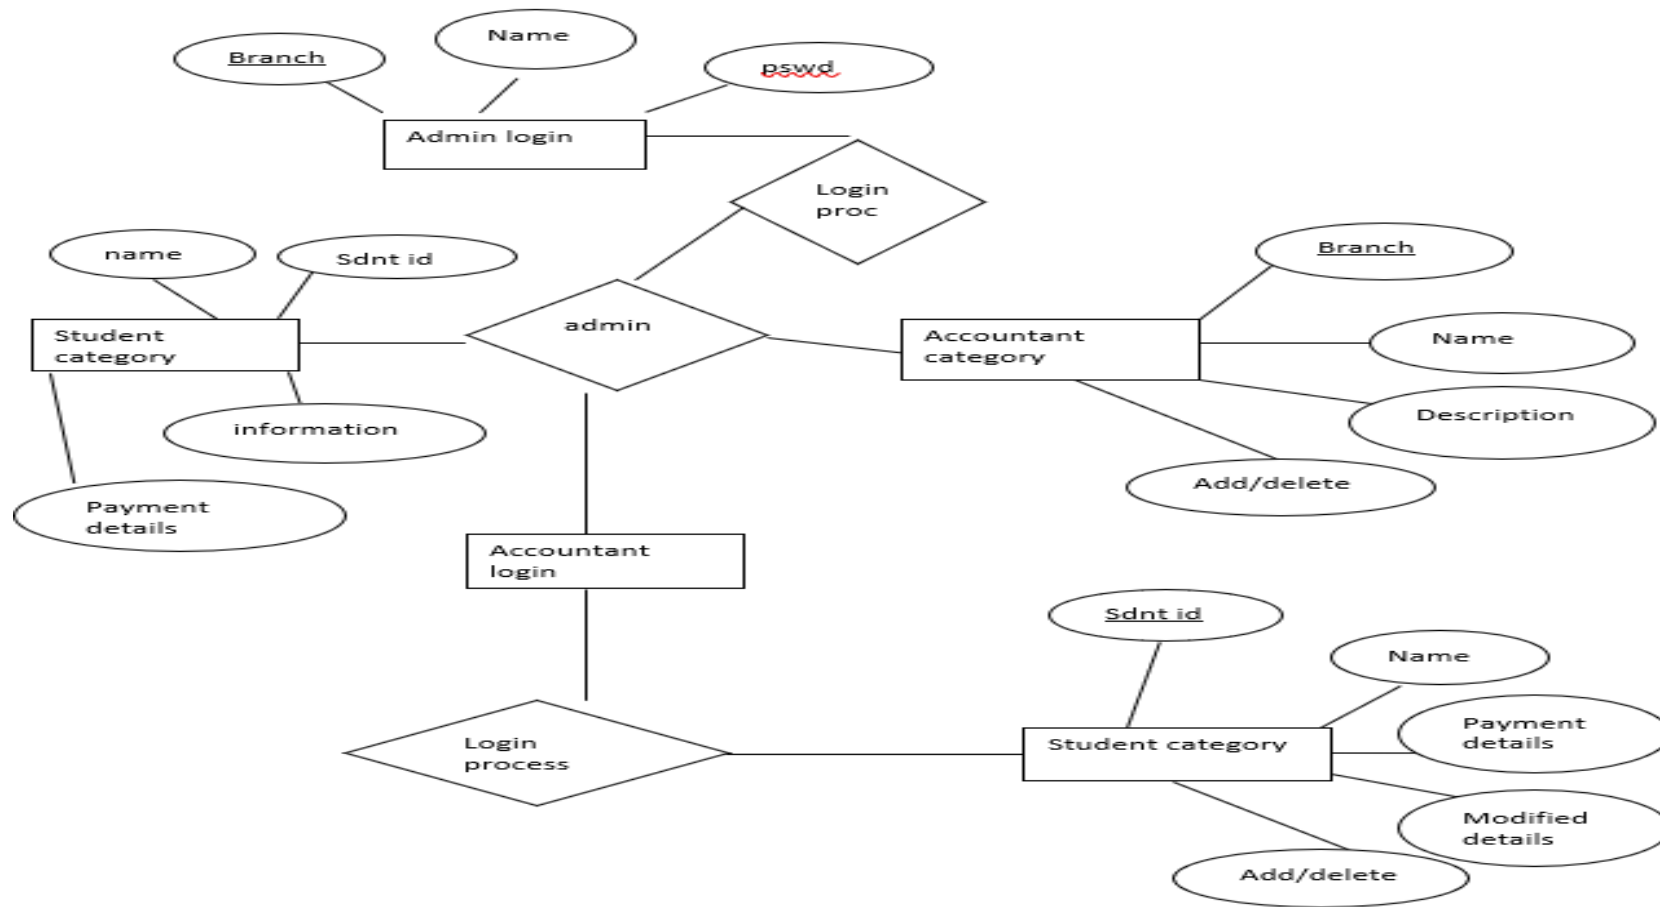 Name
Branch
pswd
Admin login
Login
proc
Branch
name
Sdnt id
Student
category
admin
Accountant
category
Name
Description
information
Add/delete
Payment
details
Accountant
login
Sdnt id
Name
Payment
details
Login
process
Student category
Modified
details
Add/delete